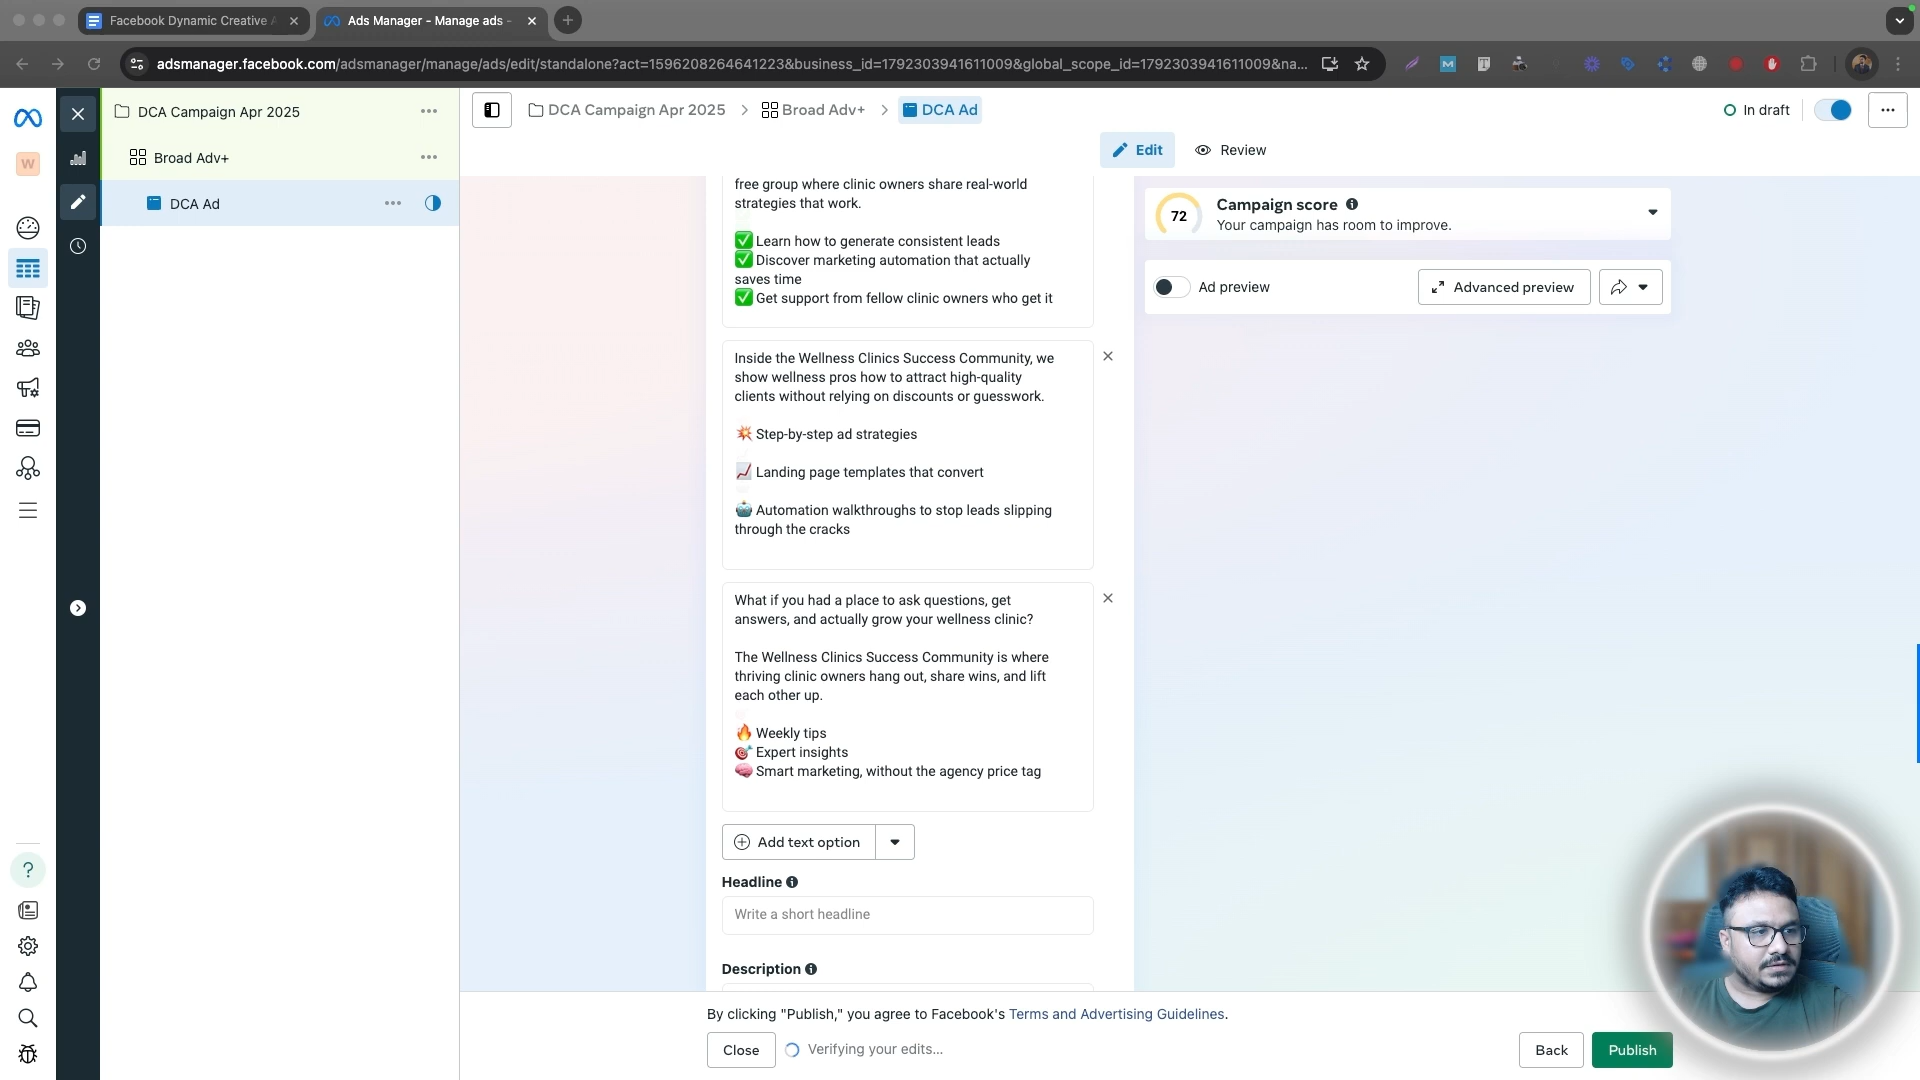 Facebook Dynamic Creative A
Ads Manager - Manage ads -
adsmanager.facebook.com/adsmanager/manage/ads/edit/standalone?act=1596208264641223&business_id=1792303941611009&global_scope_id=1792303941611009&na...
DCA Campaign Apr 2025
Broad Adv+
DCA Ad
W
DCA Campaign Apr 2025 > Broad Adv+ > DCA Ad
In draft
Edit
Review
free group where clinic owners share real-world
strategies that work.
✅ Learn how to generate consistent leads
✅ Discover marketing automation that actually
saves time
✅ Get support from fellow clinic owners who get it
Inside the Wellness Clinics Success Community, we
show wellness pros how to attract high-quality
clients without relying on discounts or guesswork.
💥 Step-by-step ad strategies
📈 Landing page templates that convert
🤖 Automation walkthroughs to stop leads slipping
through the cracks
What if you had a place to ask questions, get
answers, and actually grow your wellness clinic?
The Wellness Clinics Success Community is where
thriving clinic owners hang out, share wins, and lift
each other up.
🔥 Weekly tips
🎯 Expert insights
🧠 Smart marketing, without the agency price tag
Add text option
Headline
Write a short headline
Description
72
Campaign score
Your campaign has room to improve.
Ad preview
Advanced preview
By clicking "Publish," you agree to Facebook's Terms and Advertising Guidelines.
Close
Verifying your edits...
Back
Publish